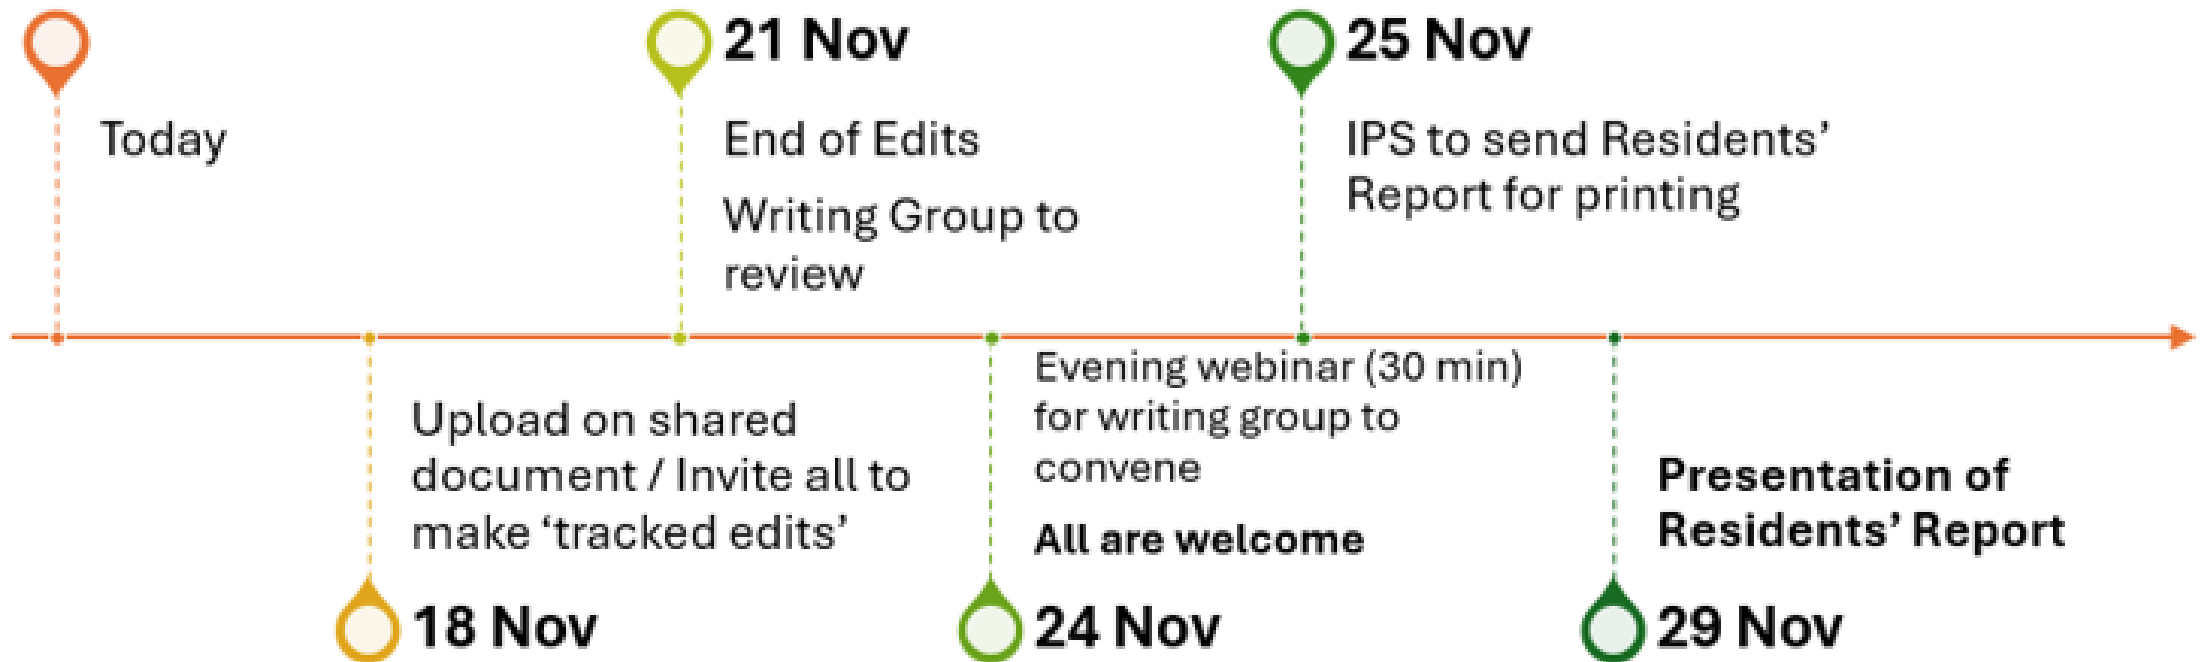 Today
18 Nov
Upload on shared
document / Invite all to
make ‘tracked edits’
21 Nov
End of Edits
Writing Group to
review
24 Nov
Evening webinar (30 min)
for writing group to
convene
All are welcome
25 Nov
IPS to send Residents’
Report for printing
29 Nov
Presentation of
Residents’ Report